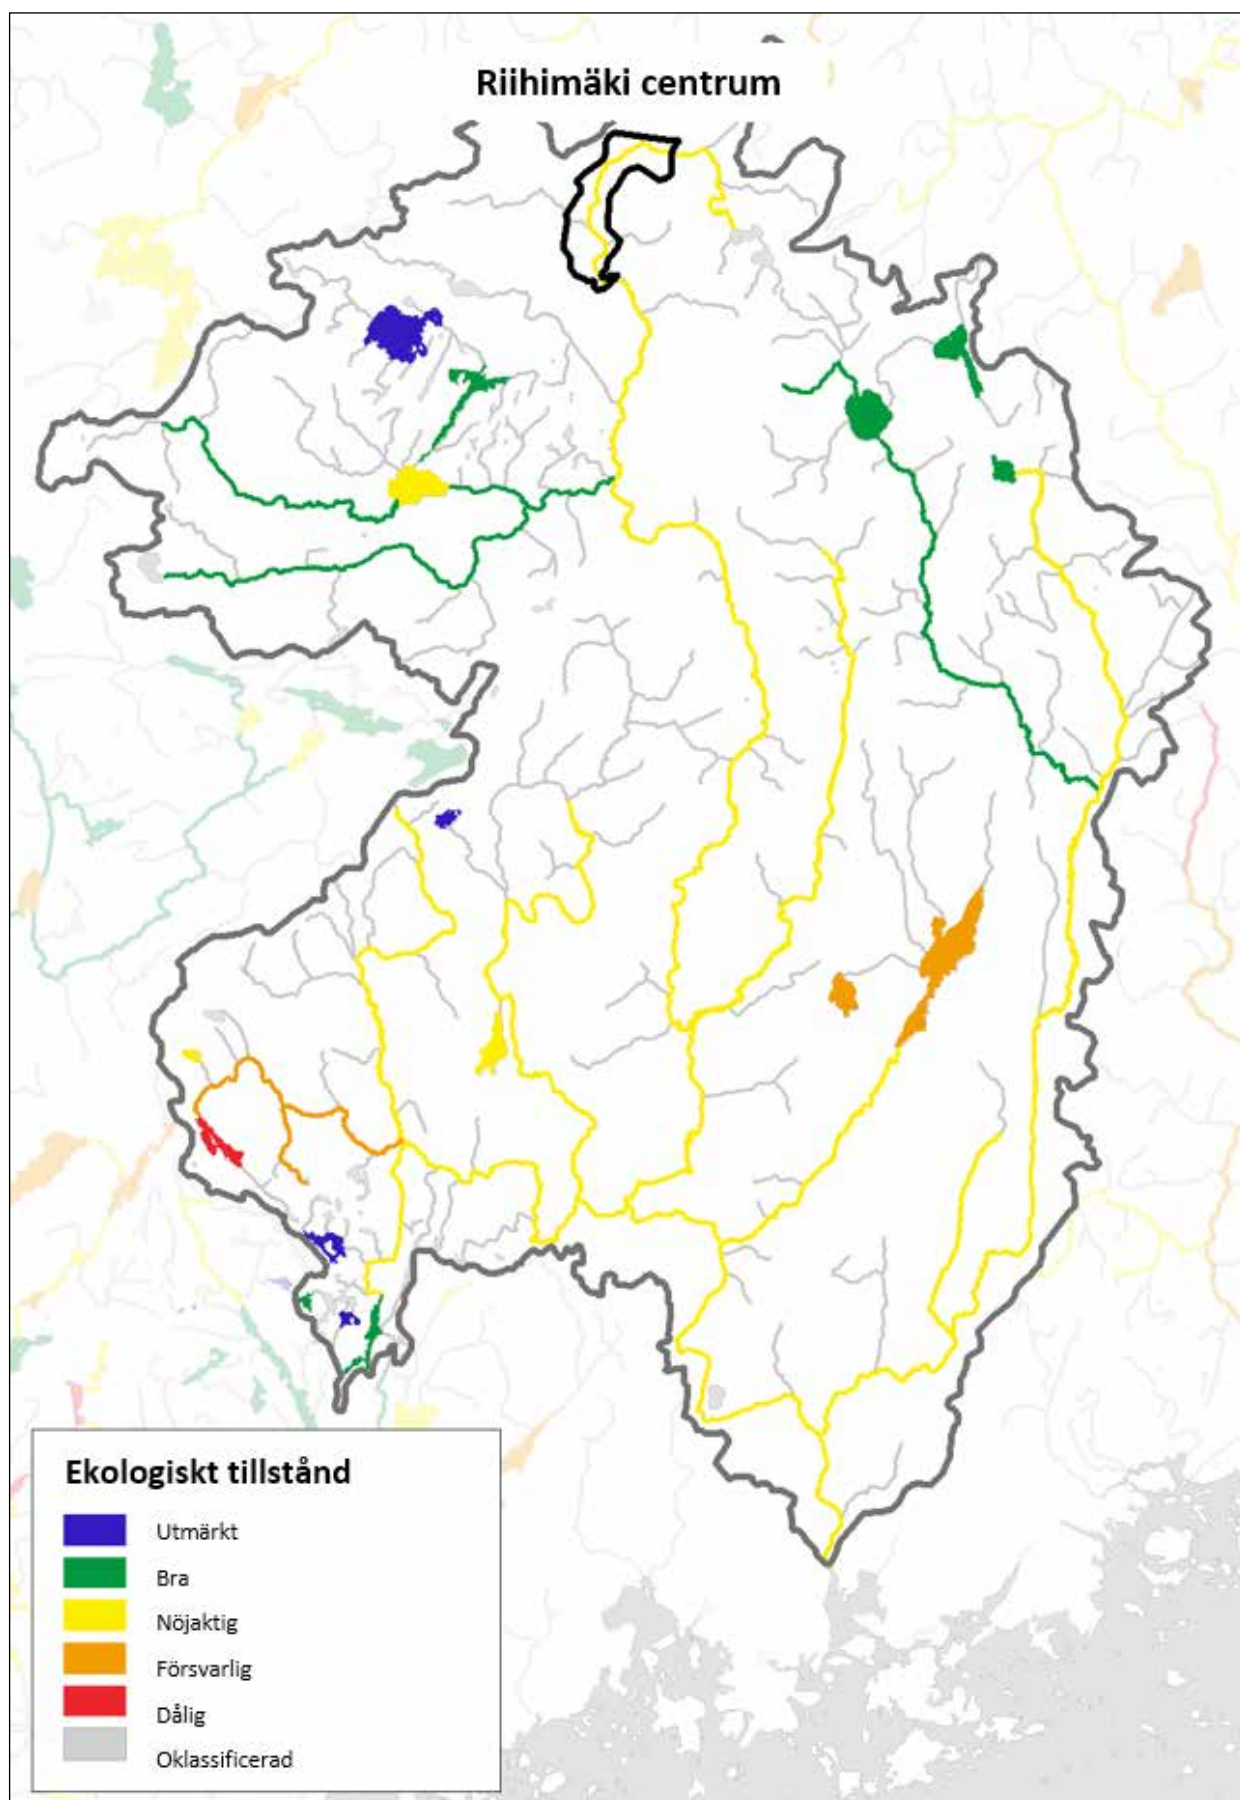 Riihimäki centrum
Ekologiskt tillstånd
Utmärkt
Bra
Nöjaktig
Försvarlig
Dålig
Oklassificerad